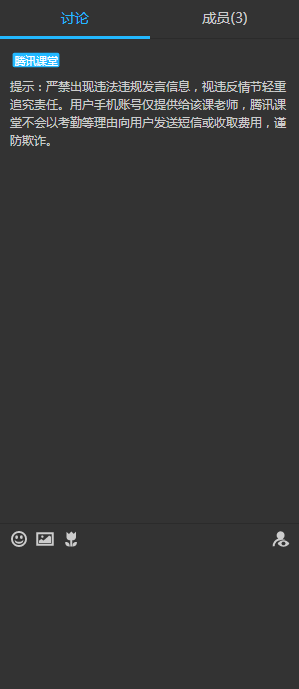 讨论 成员(3)
腾讯课堂
提示：严禁出现违法违规发言信息，视违反情节轻重
追究责任。用户手机账号仅提供给该课老师，腾讯课
堂不会以考勤等理由向用户发送短信或收取费用，谨
防欺诈。